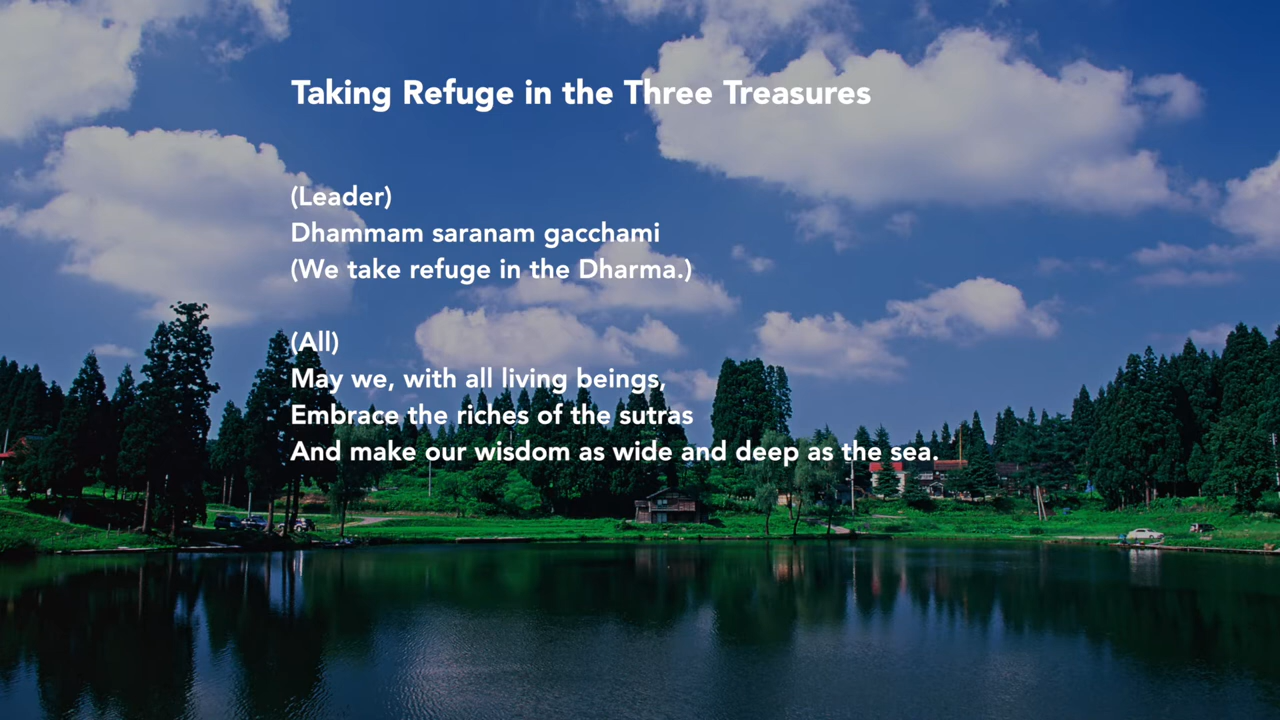 Taking Refuge in the Three Treasures
(Leader)
Dhammam saranam gacchami
(We take refuge in the Dharma.)
(All)
May we, with all living beings,
Embrace the riches of the sutras
And make our wisdom as wide and deep as the sea.